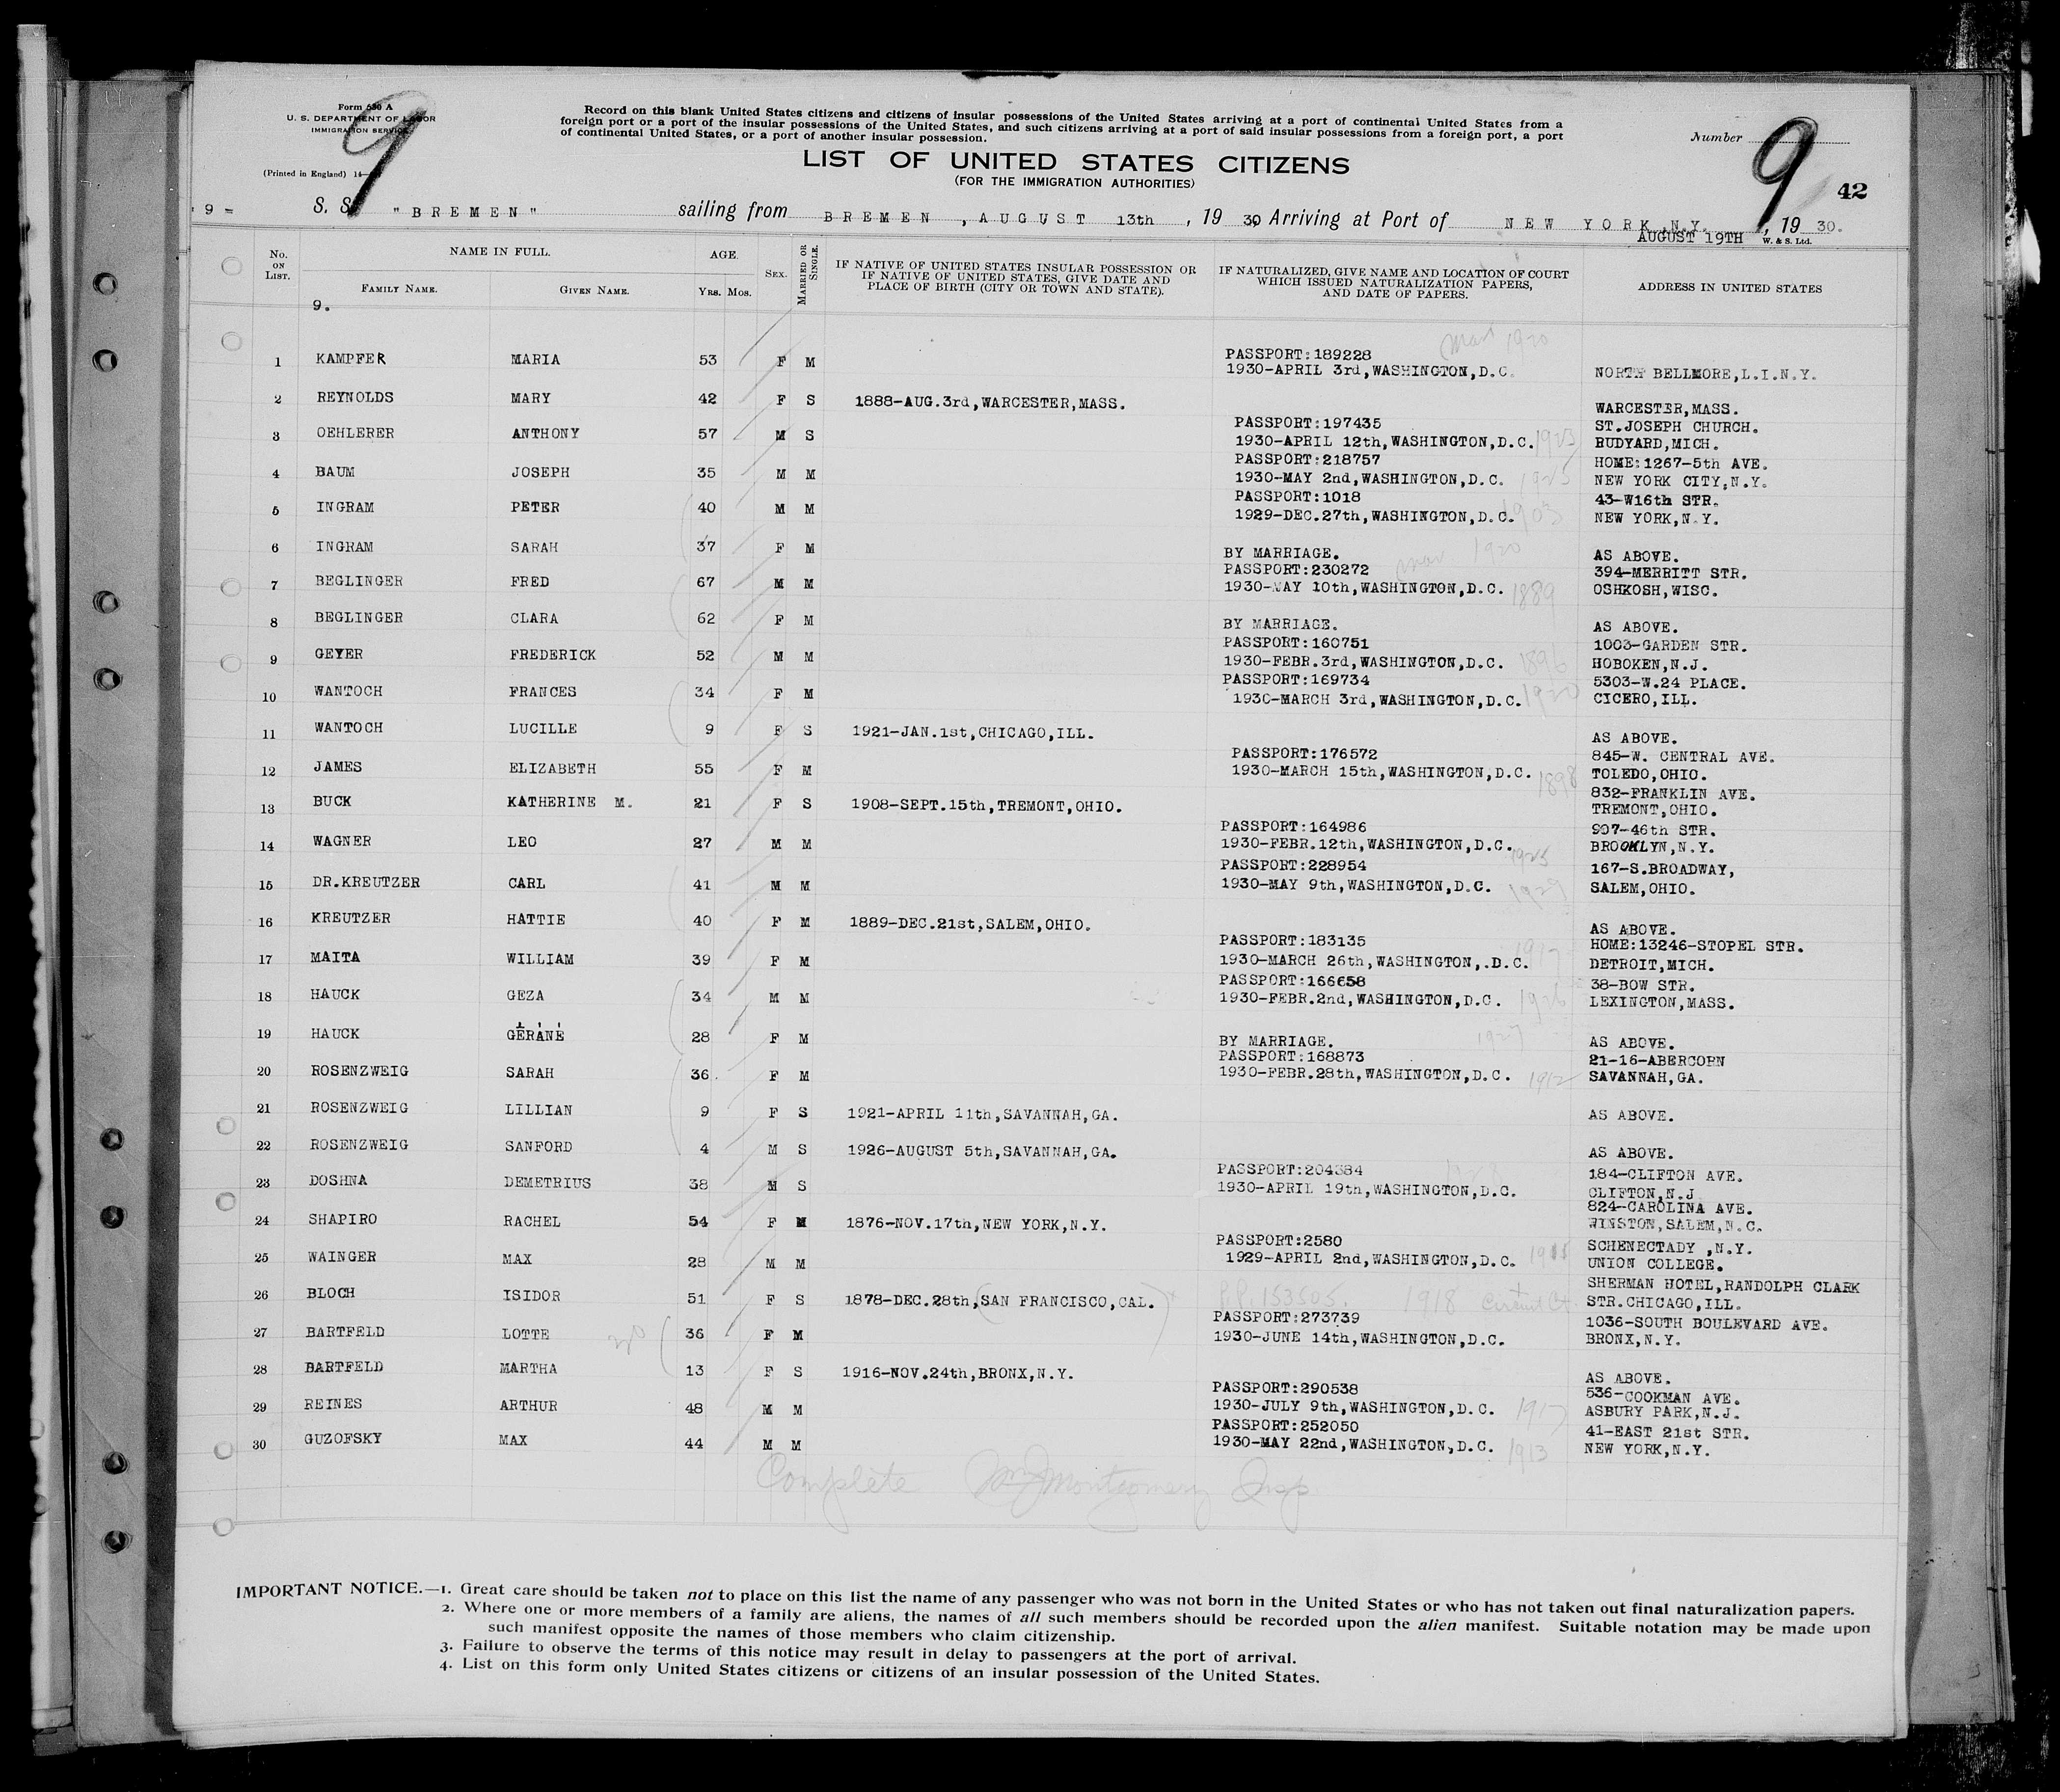 Form 630 A
U. S. DEPARTMENT OF LABOR
IMMIGRATION SERVICE
(Printed in England) 14—
9
Record on this blank United States citizens and citizens of insular possessions of the United States arriving at a port of continental United States from a
foreign port or a port of the insular possessions of the United States, and such citizens arriving at a port of said insular possessions from a foreign port, a port
of continental United States, or a port of another insular possession.
Number 9
42
LIST OF UNITED STATES CITIZENS
(FOR THE IMMIGRATION AUTHORITIES)
- 9 - S. S. "BREMEN" sailing from BREMEN, AUGUST 13th, 1930 Arriving at Port of NEW YORK, N.Y. AUGUST 19TH, 1930.
W. & S. Ltd.
No. ON LIST. NAME IN FULL. FAMILY NAME. GIVEN NAME. AGE. YRS. MOS. SEX. MARRIED OR SINGLE. IF NATIVE OF UNITED STATES INSULAR POSSESSION OR IF NATIVE OF UNITED STATES, GIVE DATE AND PLACE OF BIRTH (CITY OR TOWN AND STATE). IF NATURALIZED, GIVE NAME AND LOCATION OF COURT WHICH ISSUED NATURALIZATION PAPERS, AND DATE OF PAPERS. ADDRESS IN UNITED STATES
9.
1 KAMPFER MARIA 53 F M PASSPORT:189228 1930-APRIL 3rd,WASHINGTON,D.C. mar 1920 NORTH BELLMORE,L.I.N.Y.
2 REYNOLDS MARY 42 F S 1888-AUG.3rd,WARCESTER,MASS. WARCESTER,MASS.
3 OEHLERER ANTHONY 57 M S PASSPORT:197435 1930-APRIL 12th,WASHINGTON,D.C. 1923 ST.JOSEPH CHURCH. RUDYARD,MICH.
4 BAUM JOSEPH 35 M M PASSPORT:218757 1930-MAY 2nd,WASHINGTON,D.C. 1925 HOME:1267-5th AVE. NEW YORK CITY,N.Y.
5 INGRAM PETER 40 M M PASSPORT:1018 1929-DEC.27th,WASHINGTON,D.C. 1903 43-W16th STR. NEW YORK,N.Y.
6 INGRAM SARAH 37 F M BY MARRIAGE. mar 1920 AS ABOVE.
7 BEGLINGER FRED 67 M M PASSPORT:230272 1930-MAY 10th,WASHINGTON,D.C. 1889 394-MERRITT STR. OSHKOSH,WISC.
8 BEGLINGER CLARA 62 F M BY MARRIAGE. AS ABOVE.
9 GEYER FREDERICK 52 M M PASSPORT:160751 1930-FEBR.3rd,WASHINGTON,D.C. 1896 1003-GARDEN STR. HOBOKEN,N.J.
10 WANTOCH FRANCES 34 F M PASSPORT:169734 1930-MARCH 3rd,WASHINGTON,D.C. 1920 5303-W.24 PLACE. CICERO,ILL.
11 WANTOCH LUCILLE 9 F S 1921-JAN.1st,CHICAGO,ILL. AS ABOVE.
12 JAMES ELIZABETH 55 F M PASSPORT:176572 1930-MARCH 15th,WASHINGTON,D.C. 1898 845-W. CENTRAL AVE. TOLEDO,OHIO.
13 BUCK KATHERINE M. 21 F S 1908-SEPT.15th,TREMONT,OHIO. 832-FRANKLIN AVE. TREMONT,OHIO.
14 WAGNER LEO 27 M M PASSPORT:164986 1930-FEBR.12th,WASHINGTON,D.C. 1925 907-46th STR. BROOKLYN,N.Y.
15 DR.KREUTZER CARL 41 M M PASSPORT:228954 1930-MAY 9th,WASHINGTON,D.C. 1927 167-S.BROADWAY, SALEM,OHIO.
16 KREUTZER HATTIE 40 F M 1889-DEC.21st,SALEM,OHIO. AS ABOVE.
17 MAITA WILLIAM 39 F M PASSPORT:183135 1930-MARCH 26th,WASHINGTON,.D.C. 1917 HOME:13246-STOPEL STR. DETROIT,MICH.
18 HAUCK GEZA 34 M M PASSPORT:166658 1930-FEBR.2nd,WASHINGTON,D.C. 1926 38-BOW STR. LEXINGTON,MASS.
19 HAUCK GERANE 28 F M BY MARRIAGE. 1927 AS ABOVE.
20 ROSENZWEIG SARAH 36. F M PASSPORT:168873 1930-FEBR.28th,WASHINGTON,D.C. 1912 21-16-ABERCORN SAVANNAH,GA.
21 ROSENZWEIG LILLIAN 9 F S 1921-APRIL 11th,SAVANNAH,GA. AS ABOVE.
22 ROSENZWEIG SANFORD 4 M S 1926-AUGUST 5th,SAVANNAH,GA. AS ABOVE.
23 DOSHNA DEMETRIUS 38 M S PASSPORT:204384 1930-APRIL 19th,WASHINGTON,D.C. 184-CLIFTON AVE. CLIFTON,N.J
24 SHAPIRO RACHEL 54 F M 1876-NOV.17th,NEW YORK,N.Y. 824-CAROLINA AVE. WINSTON,SALEM,N.C.
25 WAINGER MAX 28 M M PASSPORT:2580 1929-APRIL 2nd,WASHINGTON,D.C. SCHENECTADY ,N.Y. UNION COLLEGE.
26 BLOCH ISIDOR 51 F S 1878-DEC.28th,(SAN FRANCISCO,CAL.) P.P. 153505. 1918 Circuit Ct. SHERMAN HOTEL,RANDOLPH CLARK STR.CHICAGO,ILL.
27 BARTFELD LOTTE 36 F M PASSPORT:273739 1930-JUNE 14th,WASHINGTON,D.C. 1036-SOUTH BOULEVARD AVE. BRONX,N.Y.
28 BARTFELD MARTHA 13 F S 1916-NOV.24th,BRONX,N.Y. AS ABOVE.
29 REINES ARTHUR 48 M M PASSPORT:290538 1930-JULY 9th,WASHINGTON,D.C. 1917 536-COOKMAN AVE. ASBURY PARK,N.J.
30 GUZOFSKY MAX 44 M M PASSPORT:252050 1930-MAY 22nd,WASHINGTON,D.C. 1913 41-EAST 21st STR. NEW YORK,N.Y.
Complete Wm J Montgomery Insp
IMPORTANT NOTICE.—1. Great care should be taken not to place on this list the name of any passenger who was not born in the United States or who has not taken out final naturalization papers.
2. Where one or more members of a family are aliens, the names of all such members should be recorded upon the alien manifest. Suitable notation may be made upon
such manifest opposite the names of those members who claim citizenship.
3. Failure to observe the terms of this notice may result in delay to passengers at the port of arrival.
4. List on this form only United States citizens or citizens of an insular possession of the United States.